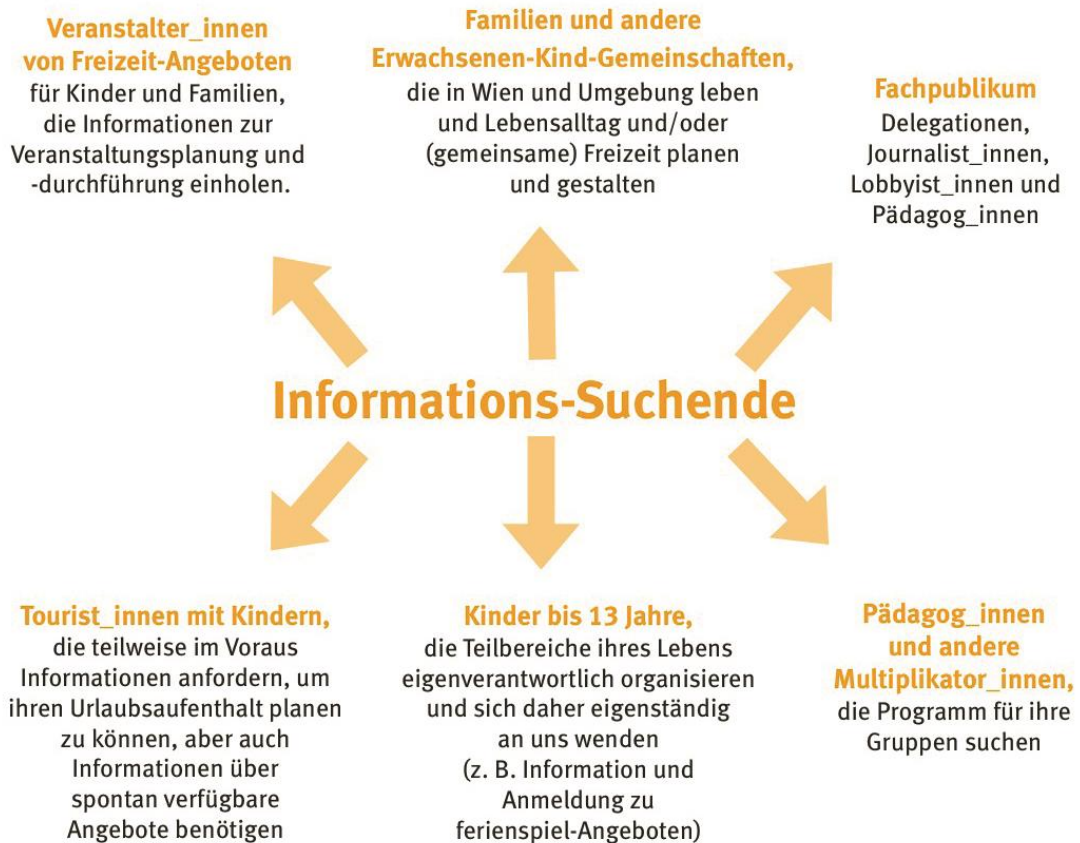 Veranstalter_innen
von Freizeit-Angeboten
für Kinder und Familien,
die Informationen zur
Veranstaltungsplanung und
-durchführung einholen.
Familien und andere
Erwachsenen-Kind-Gemeinschaften,
die in Wien und Umgebung leben
und Lebensalltag und/oder
(gemeinsame) Freizeit planen
und gestalten
Fachpublikum
Delegationen,
Journalist_innen,
Lobbyist_innen und
Pädagog_innen
Informations-Suchende
Tourist_innen mit Kindern,
die teilweise im Voraus
Informationen anfordern, um
ihren Urlaubsaufenthalt planen
zu können, aber auch
Informationen über
spontan verfügbare
Angebote benötigen
Kinder bis 13 Jahre,
die Teilbereiche ihres Lebens
eigenverantwortlich organisieren
und sich daher eigenständig
an uns wenden
(z. B. Information und
Anmeldung zu
ferienspiel-Angeboten)
Pädagog_innen
und andere
Multiplikator_innen,
die Programm für ihre
Gruppen suchen